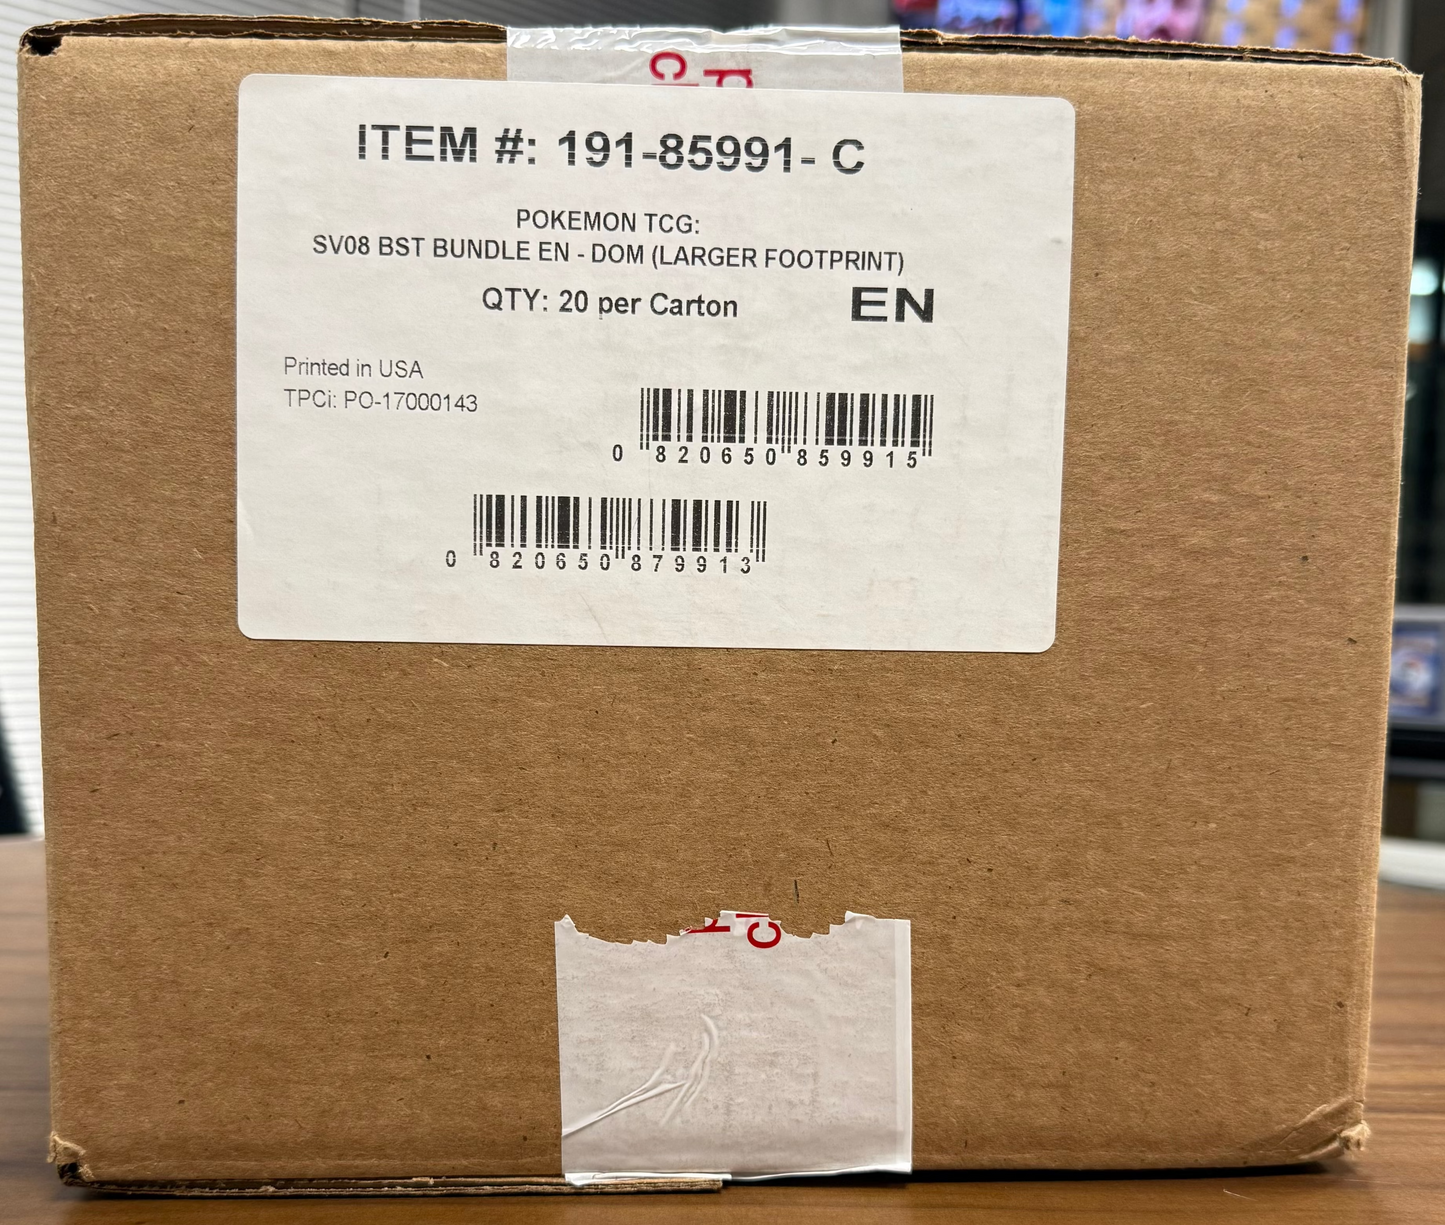 ITEM #: 191-85991- C
POKEMON TCG:
SV08 BST BUNDLE EN - DOM (LARGER FOOTPRINT)
QTY: 20 per Carton EN
Printed in USA
TPCi: PO-17000143
0 820650 859915
0 820650 879913